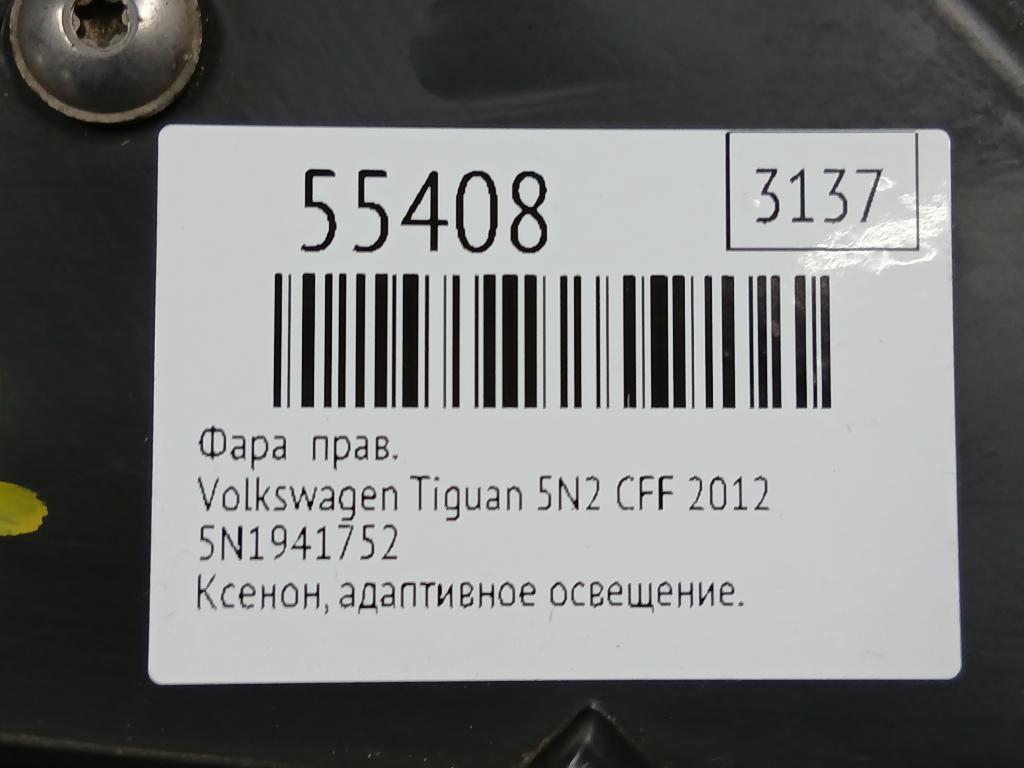 55408
3137
Фара прав.
Volkswagen Tiguan 5N2 CFF 2012
5N1941752
Ксенон, адаптивное освещение.